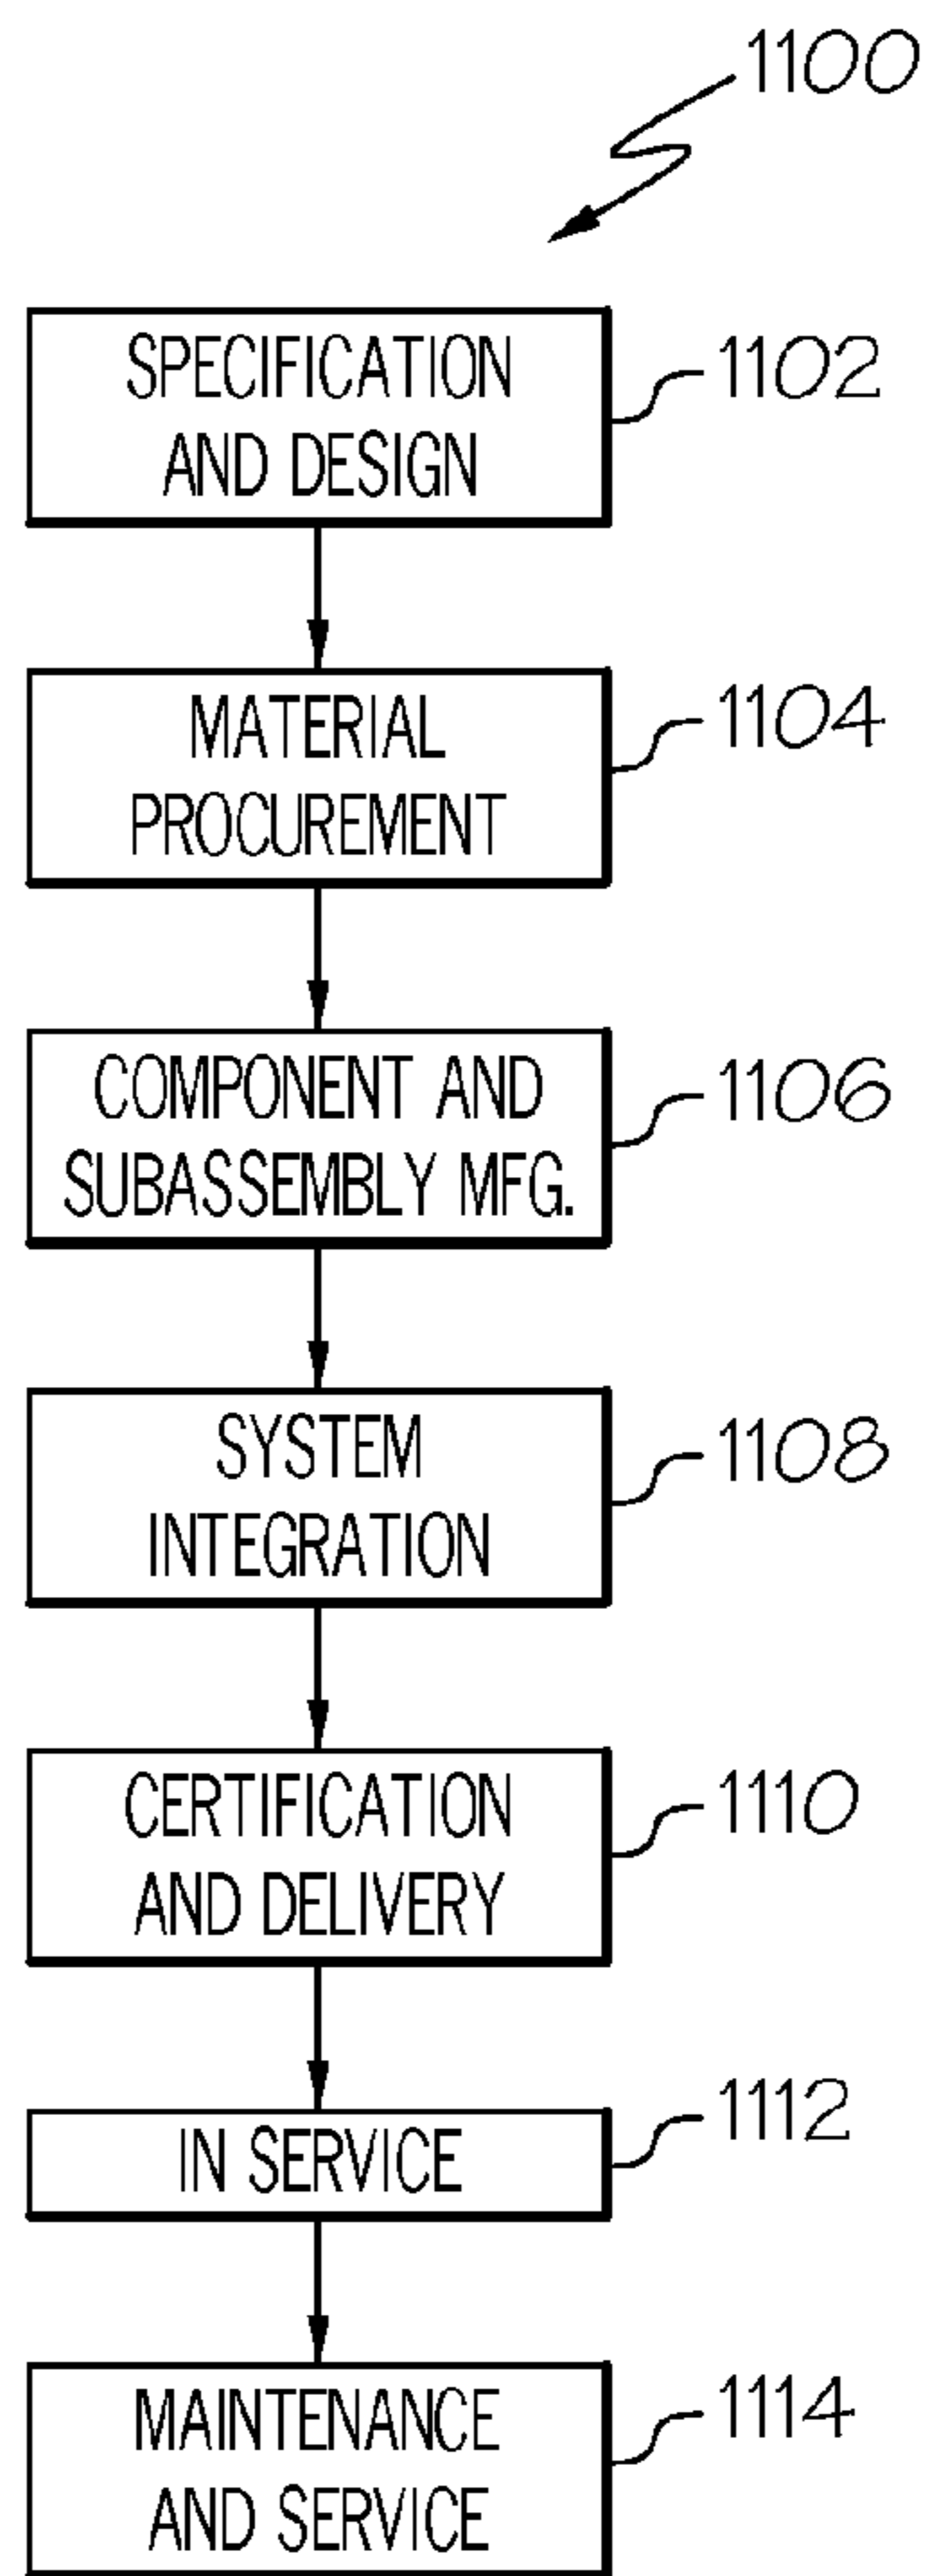 1100
SPECIFICATION
AND DESIGN
1102
MATERIAL
PROCUREMENT
1104
COMPONENT AND
SUBASSEMBLY MFG.
1106
SYSTEM
INTEGRATION
1108
CERTIFICATION
AND DELIVERY
1110
IN SERVICE
1112
MAINTENANCE
AND SERVICE
1114